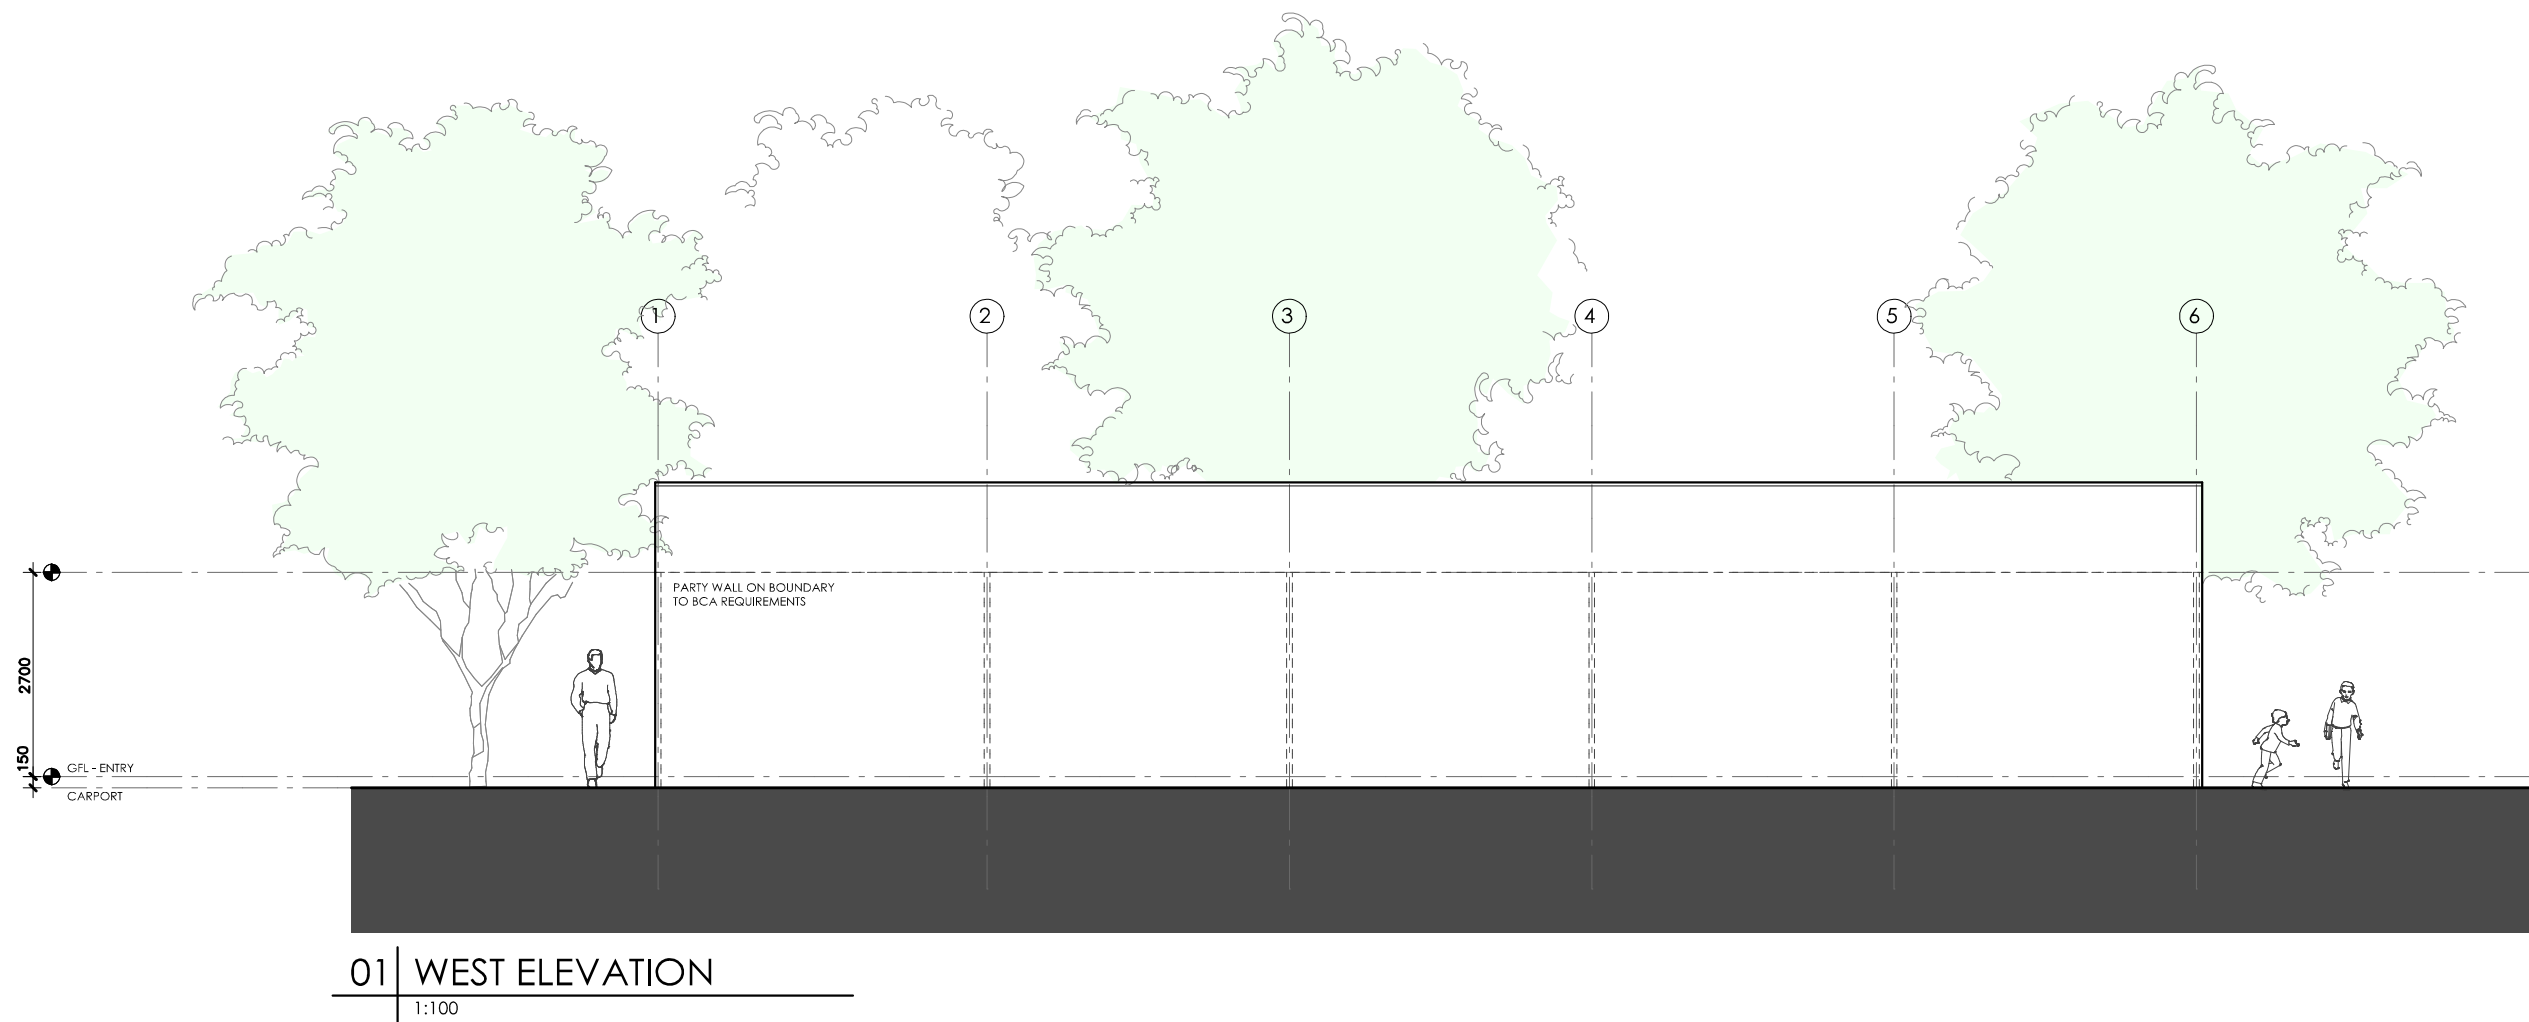 1
2
3
4
5
6
PARTY WALL ON BOUNDARY
TO BCA REQUIREMENTS
2700
150
GFL - ENTRY
CARPORT
01 WEST ELEVATION
1:100